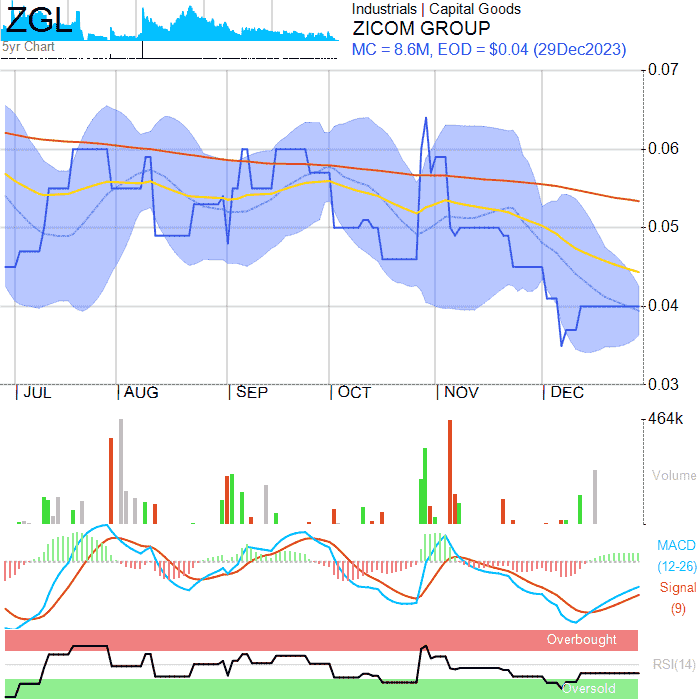 ZGL
5yr Chart
Industrials | Capital Goods
ZICOM GROUP
MC = 8.6M, EOD = $0.04 (29Dec2023)
0.07
0.06
0.05
0.04
0.03
JUL AUG SEP OCT NOV DEC
464k
Volume
MACD
(12-26)
Signal
(9)
Overbought
RSI(14)
Oversold